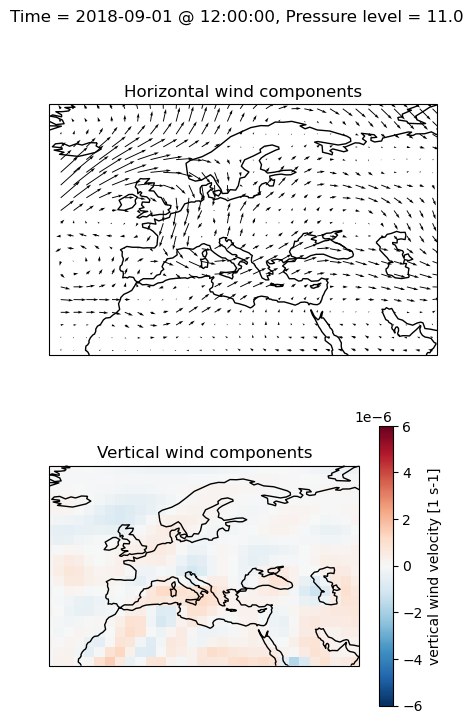 Time = 2018-09-01 @ 12:00:00, Pressure level = 11.0
Horizontal wind components
1e−6
Vertical wind components
6
4
2
0
−2
−4
−6
vertical wind velocity [1 s-1]